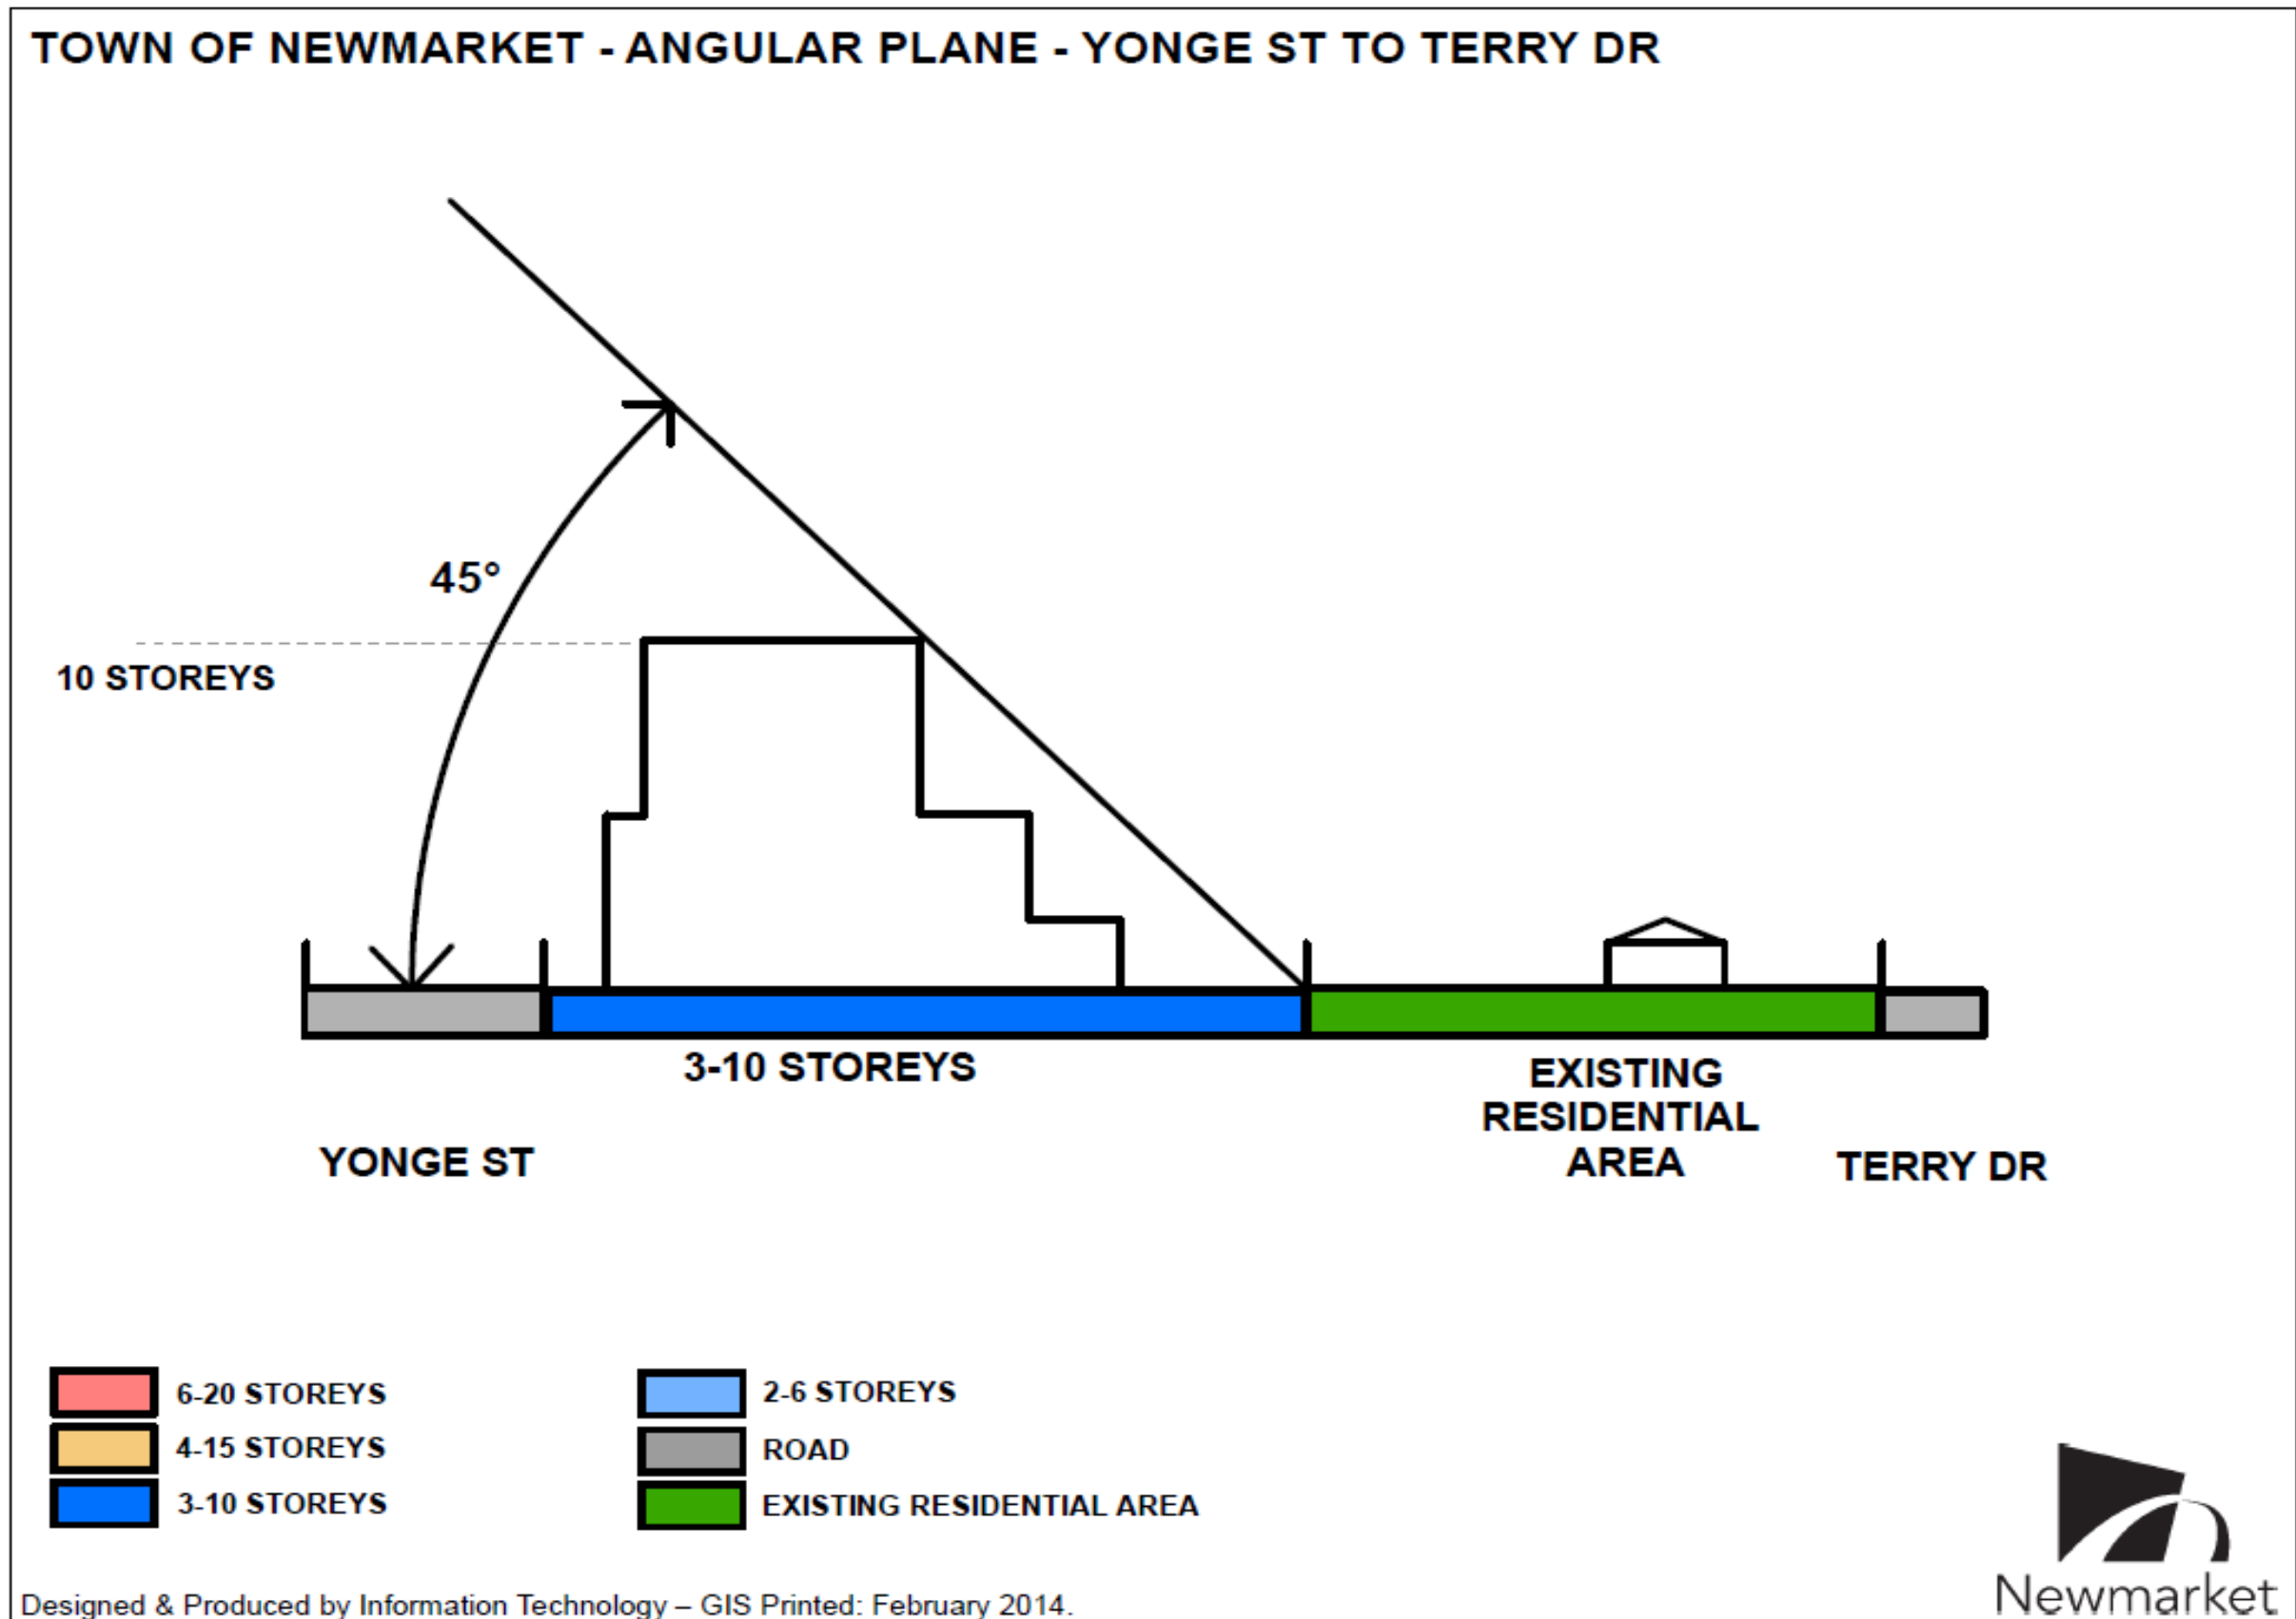 TOWN OF NEWMARKET - ANGULAR PLANE - YONGE ST TO TERRY DR
45°
10 STOREYS
3-10 STOREYS
EXISTING
RESIDENTIAL
AREA
YONGE ST
TERRY DR
6-20 STOREYS
4-15 STOREYS
3-10 STOREYS
2-6 STOREYS
ROAD
EXISTING RESIDENTIAL AREA
Newmarket
Designed & Produced by Information Technology – GIS Printed: February 2014.